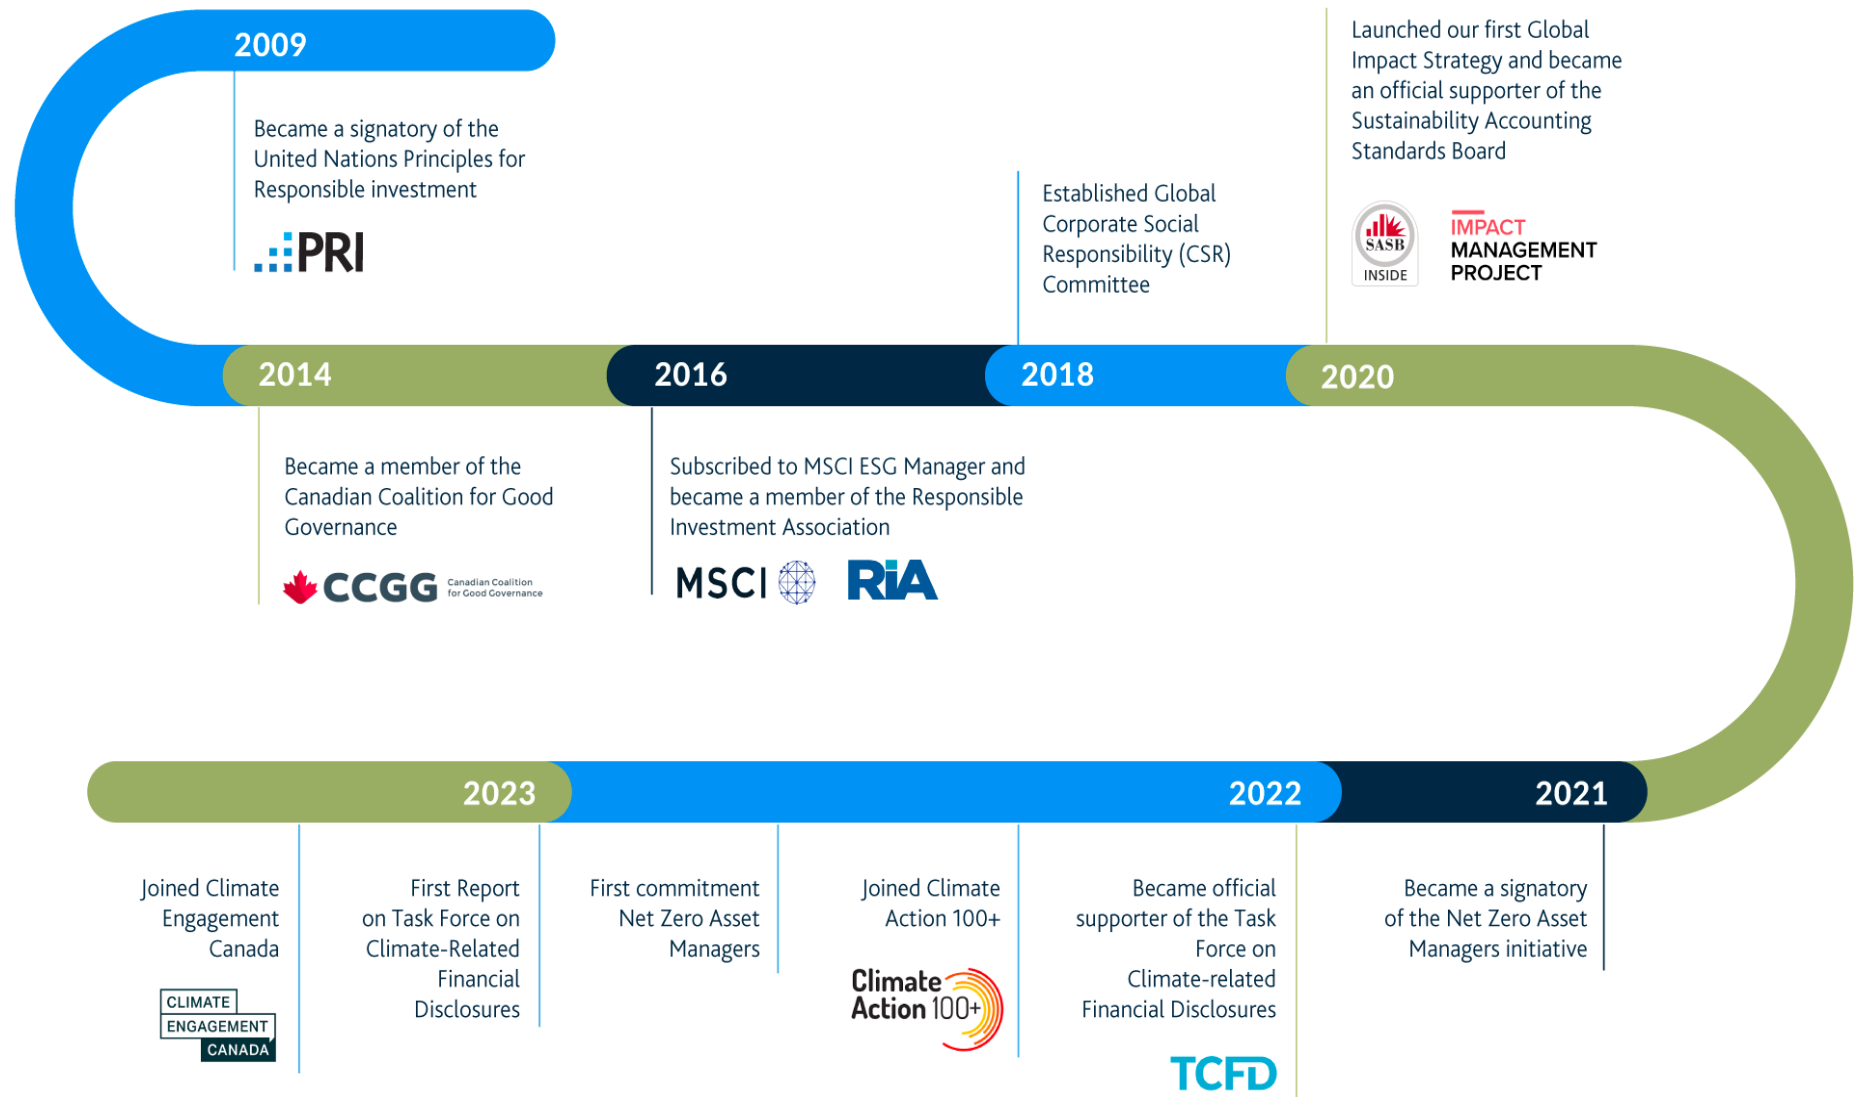 2009
Became a signatory of the
United Nations Principles for
Responsible investment
PRI
2014
Became a member of the
Canadian Coalition for Good
Governance
CCGG
Canadian Coalition
for Good Governance
2016
Subscribed to MSCI ESG Manager and
became a member of the Responsible
Investment Association
MSCI
RiA
2018
Established Global
Corporate Social
Responsibility (CSR)
Committee
2020
Launched our first Global
Impact Strategy and became
an official supporter of the
Sustainability Accounting
Standards Board
SASB
INSIDE
IMPACT
MANAGEMENT
PROJECT
2021
Became a signatory
of the Net Zero Asset
Managers initiative
2022
Became official
supporter of the Task
Force on
Climate-related
Financial Disclosures
TCFD
Joined Climate
Action 100+
Climate
Action 100+
First commitment
Net Zero Asset
Managers
2023
First Report
on Task Force on
Climate-Related
Financial
Disclosures
Joined Climate
Engagement
Canada
CLIMATE
ENGAGEMENT
CANADA